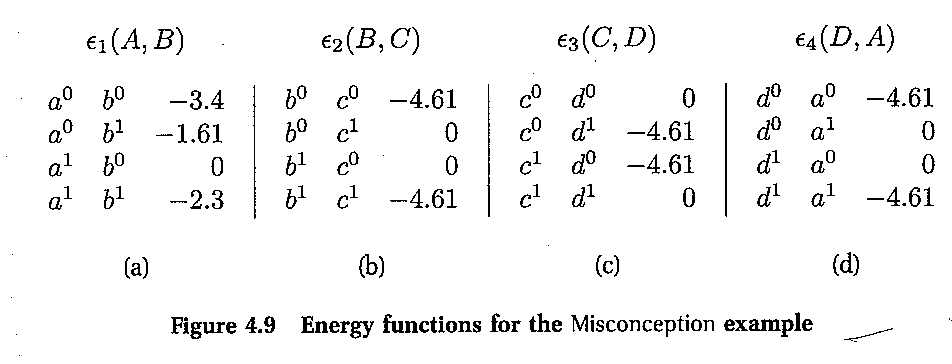 ϵ₁(A, B) ϵ₂(B, C) ϵ₃(C, D) ϵ₄(D, A)
a⁰ b⁰ −3.4 b⁰ c⁰ −4.61 c⁰ d⁰ 0 d⁰ a⁰ −4.61
a⁰ b¹ −1.61 b⁰ c¹ 0 c⁰ d¹ −4.61 d⁰ a¹ 0
a¹ b⁰ 0 b¹ c⁰ 0 c¹ d⁰ −4.61 d¹ a⁰ 0
a¹ b¹ −2.3 b¹ c¹ −4.61 c¹ d¹ 0 d¹ a¹ −4.61
(a) (b) (c) (d)
Figure 4.9 Energy functions for the Misconception example